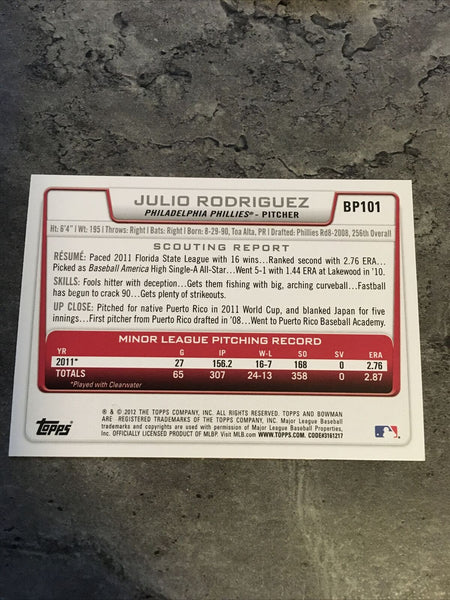 JULIO RODRIGUEZ
PHILADELPHIA PHILLIES® - PITCHER
BP101
Ht: 6'4" | Wt: 195 | Throws: Right | Bats: Right | Born: 8-29-90, Toa Alta, PR | Drafted: Phillies Rd8-2008, 256th Overall
SCOUTING REPORT
RÉSUMÉ: Paced 2011 Florida State League with 16 wins...Ranked second with 2.76 ERA...
Picked as Baseball America High Single-A All-Star...Went 5-1 with 1.44 ERA at Lakewood in '10.
SKILLS: Fools hitter with deception...Gets them fishing with big, arching curveball...Fastball
has begun to crack 90...Gets plenty of strikeouts.
UP CLOSE: Pitched for native Puerto Rico in 2011 World Cup, and blanked Japan for five
innings...First pitcher from Puerto Rico drafted in '08...Went to Puerto Rico Baseball Academy.
MINOR LEAGUE PITCHING RECORD
YR G IP W-L SO SV ERA
2011* 27 156.2 16-7 168 0 2.76
TOTALS 65 307 24-13 358 0 2.87
*Played with Clearwater
TOPPS
® & © 2012 THE TOPPS COMPANY, INC. ALL RIGHTS RESERVED. TOPPS AND BOWMAN
ARE REGISTERED TRADEMARKS OF THE TOPPS COMPANY, INC. Major League Baseball
trademarks and copyrights are used with permission of Major League Baseball Properties,
Inc. OFFICIALLY LICENSED PRODUCT OF MLBP. Visit MLB.com WWW.TOPPS.COM. CODE#3161217